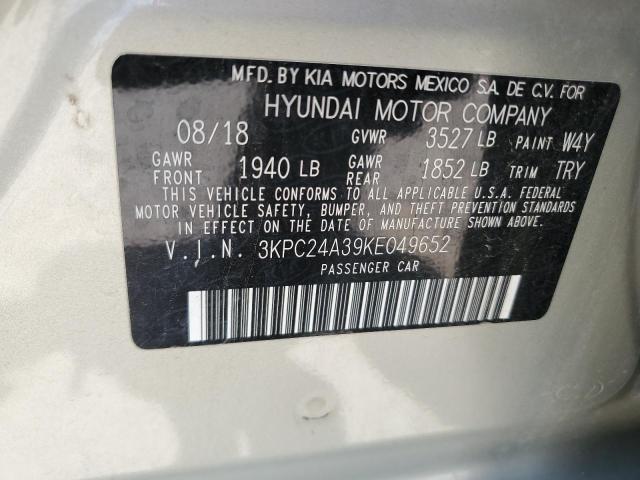 MFD. BY KIA MOTORS MEXICO S.A. DE C.V. FOR
HYUNDAI MOTOR COMPANY
08/18 GVWR 3527 LB PAINT W4Y
GAWR FRONT 1940 LB GAWR REAR 1852 LB TRIM TRY
THIS VEHICLE CONFORMS TO ALL APPLICABLE U.S.A. FEDERAL
MOTOR VEHICLE SAFETY, BUMPER, AND THEFT PREVENTION STANDARDS
IN EFFECT ON THE DATE OF MANUFACTURE SHOWN ABOVE.
V.I.N. 3KPC24A39KE049652
PASSENGER CAR